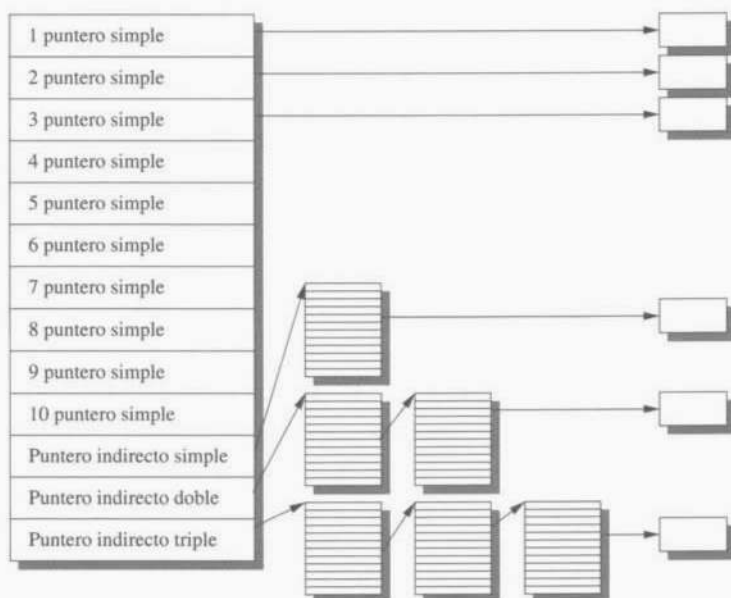 1 puntero simple
2 puntero simple
3 puntero simple
4 puntero simple
5 puntero simple
6 puntero simple
7 puntero simple
8 puntero simple
9 puntero simple
10 puntero simple
Puntero indirecto simple
Puntero indirecto doble
Puntero indirecto triple